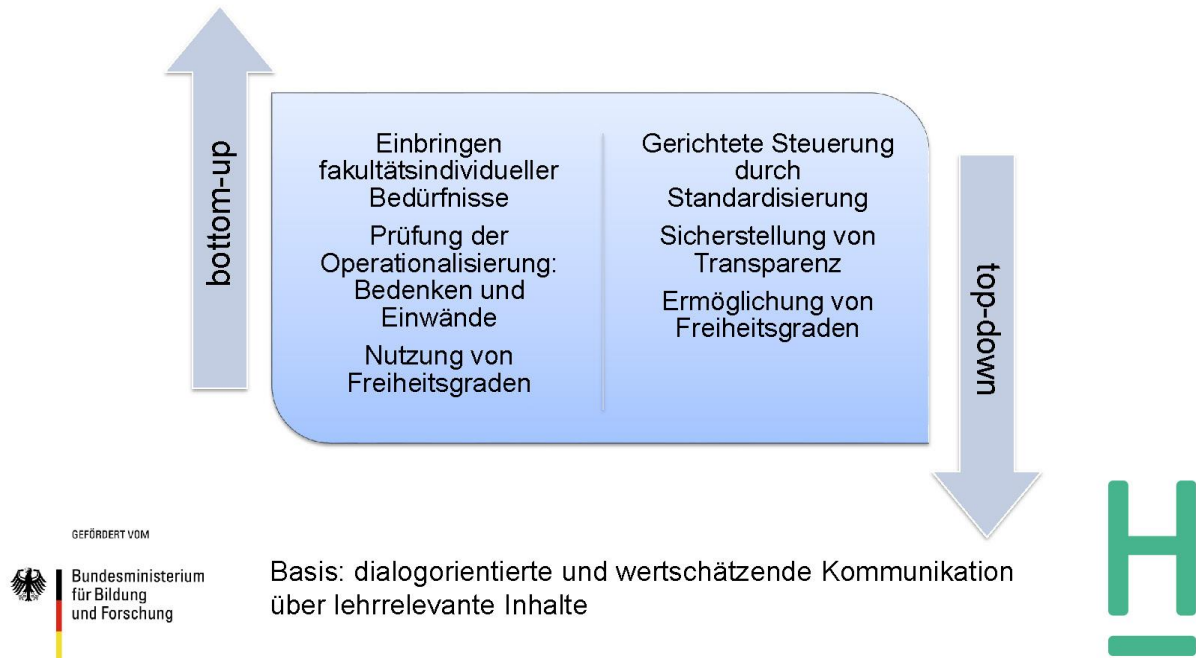 bottom-up
Einbringen
fakultätsindividueller
Bedürfnisse
Prüfung der
Operationalisierung:
Bedenken und
Einwände
Nutzung von
Freiheitsgraden
Gerichtete Steuerung
durch
Standardisierung
Sicherstellung von
Transparenz
Ermöglichung von
Freiheitsgraden
top-down
GEFÖRDERT VOM
Bundesministerium
für Bildung
und Forschung
Basis: dialogorientierte und wertschätzende Kommunikation
über lehrrelevante Inhalte
H